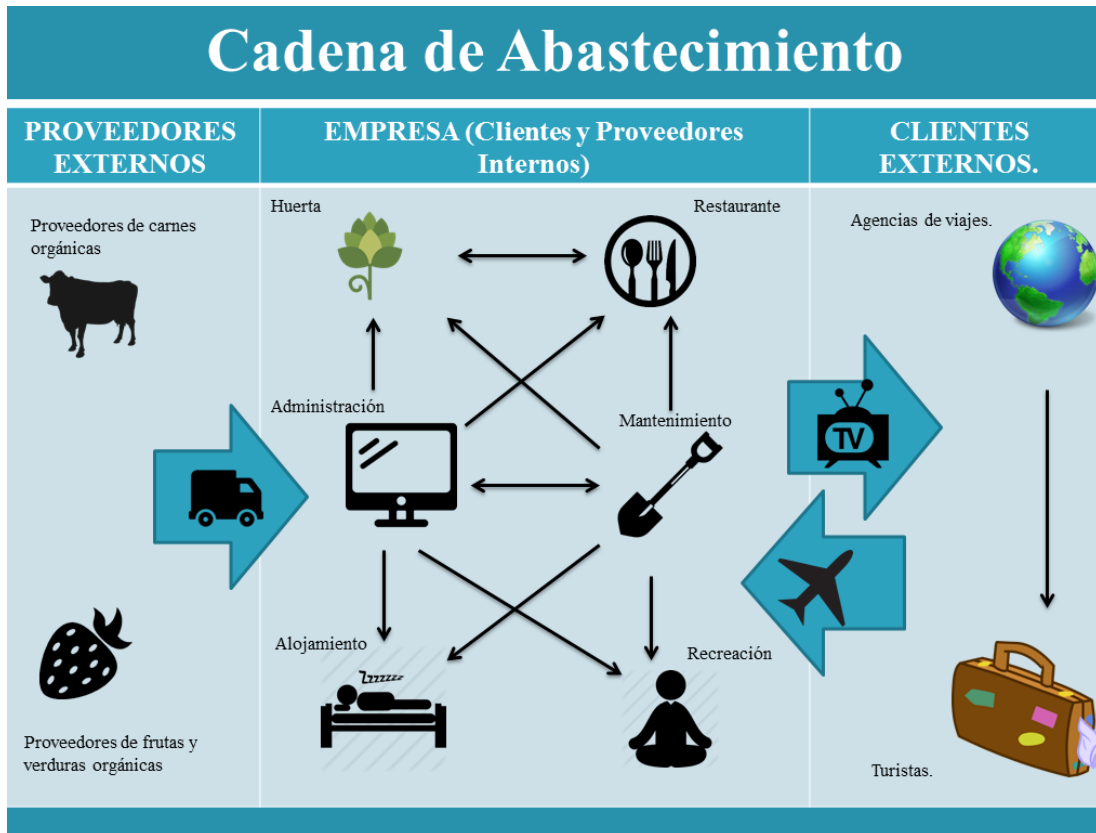 Cadena de Abastecimiento
PROVEEDORES
EXTERNOS
EMPRESA (Clientes y Proveedores
Internos)
CLIENTES
EXTERNOS.
Proveedores de carnes
orgánicas
Proveedores de frutas y
verduras orgánicas
Huerta
Restaurante
Administración
Mantenimiento
Alojamiento
Zzzzzzz
Recreación
TV
Agencias de viajes.
Turistas.